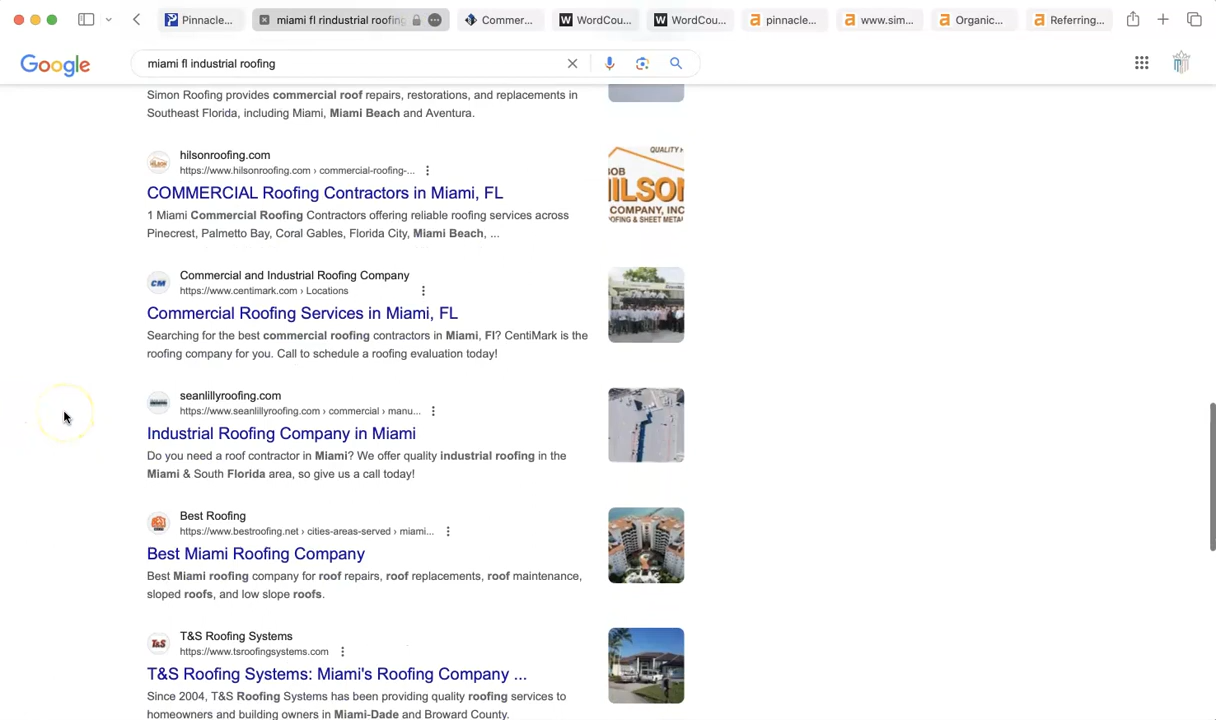 Pinnacle...
miami fl rindustrial roofing
Commer...
WordCou...
WordCou...
pinnacle...
www.sim...
Organic...
Referring...
Google
miami fl industrial roofing
Simon Roofing provides commercial roof repairs, restorations, and replacements in
Southeast Florida, including Miami, Miami Beach and Aventura.
hilsonroofing.com
https://www.hilsonroofing.com › commercial-roofing-...
COMMERCIAL Roofing Contractors in Miami, FL
1 Miami Commercial Roofing Contractors offering reliable roofing services across
Pinecrest, Palmetto Bay, Coral Gables, Florida City, Miami Beach, ...
QUALITY
BOB
HILSON
COMPANY, INC
OFING & SHEET METAL
Commercial and Industrial Roofing Company
CM
https://www.centimark.com › Locations
Commercial Roofing Services in Miami, FL
Searching for the best commercial roofing contractors in Miami, Fl? CentiMark is the
roofing company for you. Call to schedule a roofing evaluation today!
seanlillyroofing.com
https://www.seanlillyroofing.com › commercial › manu...
Industrial Roofing Company in Miami
Do you need a roof contractor in Miami? We offer quality industrial roofing in the
Miami & South Florida area, so give us a call today!
Best Roofing
https://www.bestroofing.net › cities-areas-served › miami...
Best Miami Roofing Company
Best Miami roofing company for roof repairs, roof replacements, roof maintenance,
sloped roofs, and low slope roofs.
T&S Roofing Systems
T&S
https://www.tsroofingsystems.com
T&S Roofing Systems: Miami's Roofing Company ...
Since 2004, T&S Roofing Systems has been providing quality roofing services to
homeowners and building owners in Miami-Dade and Broward County.